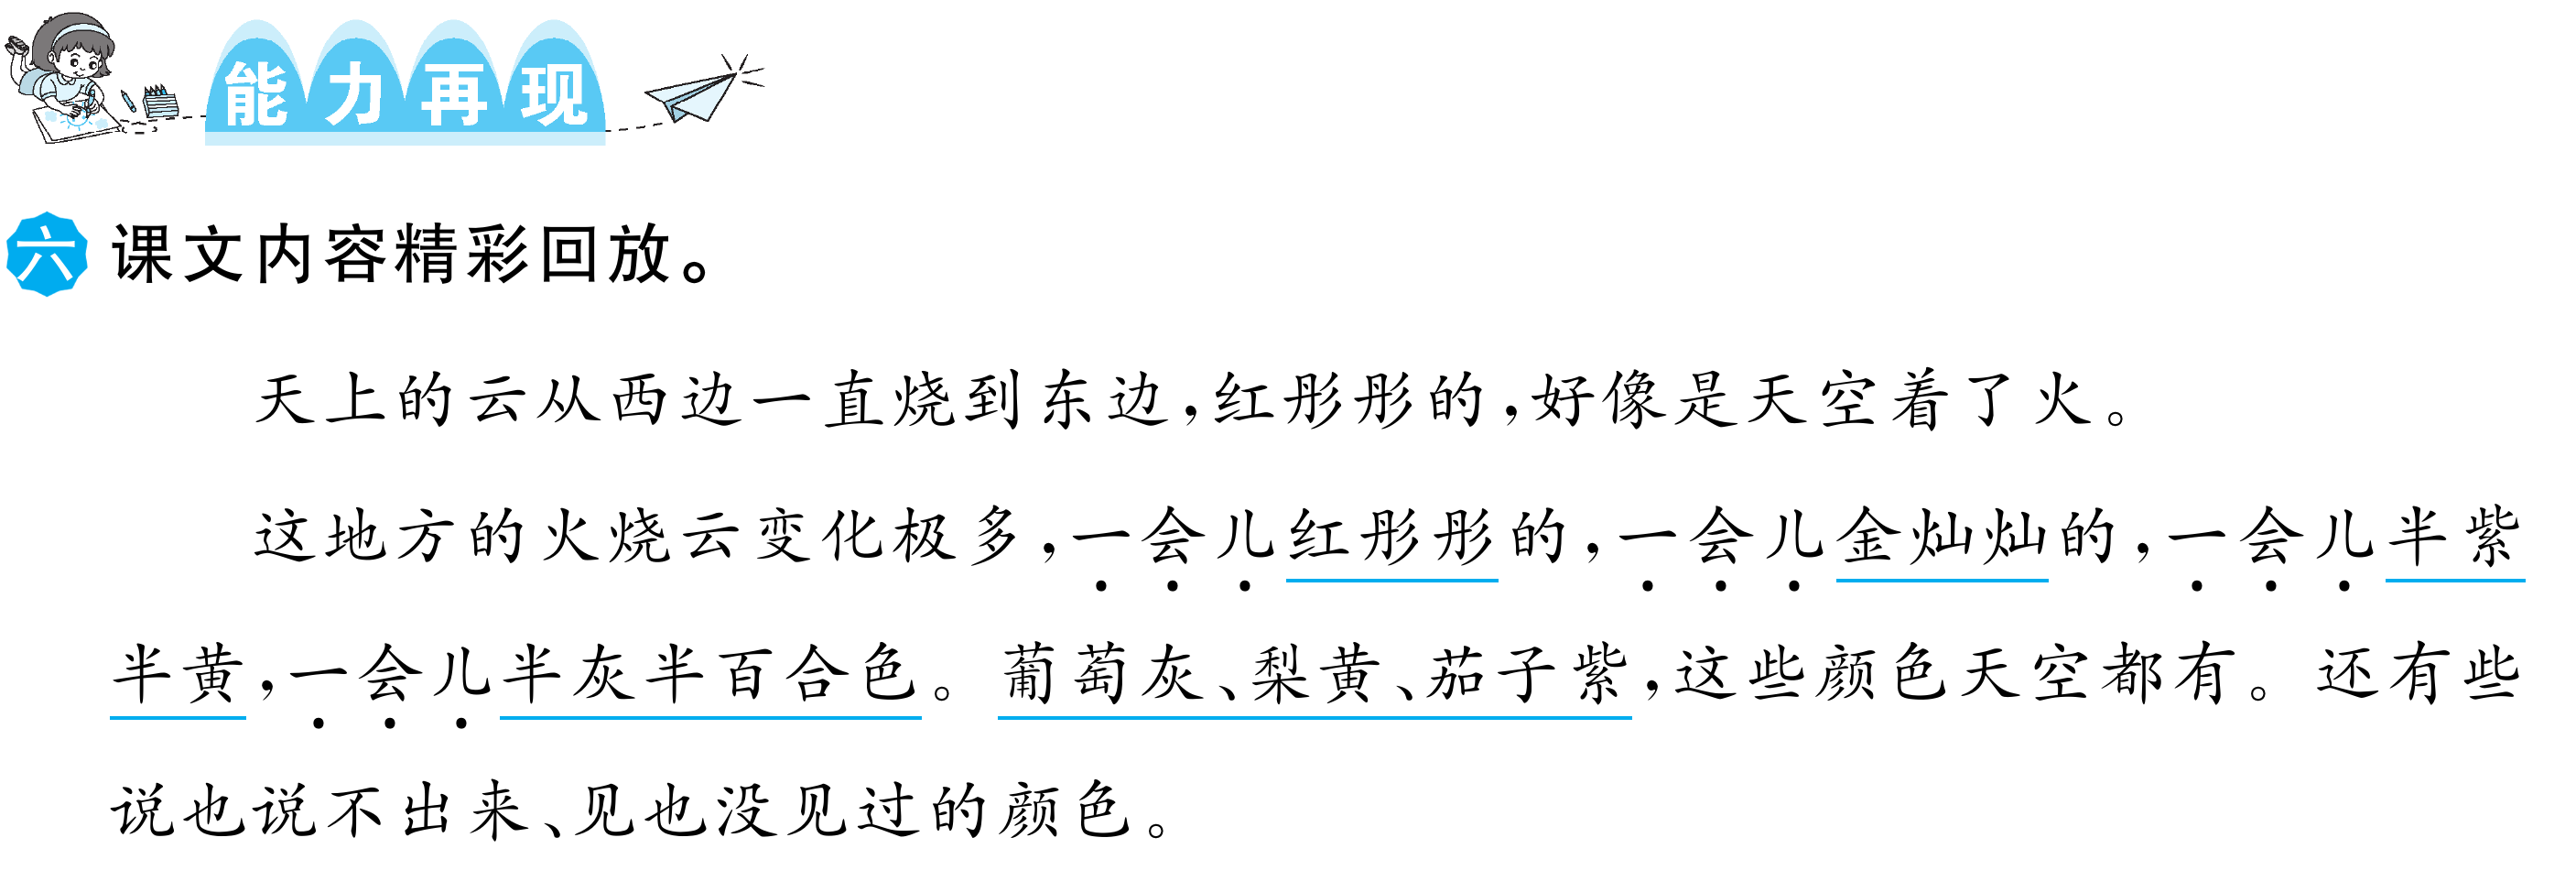 能力再现
六 课文内容精彩回放。
天上的云从西边一直烧到东边,红彤彤的,好像是天空着了火。
这地方的火烧云变化极多,一会儿红彤彤的,一会儿金灿灿的,一会儿半紫
半黄,一会儿半灰半百合色。葡萄灰、梨黄、茄子紫,这些颜色天空都有。还有些
说也说不出来、见也没见过的颜色。